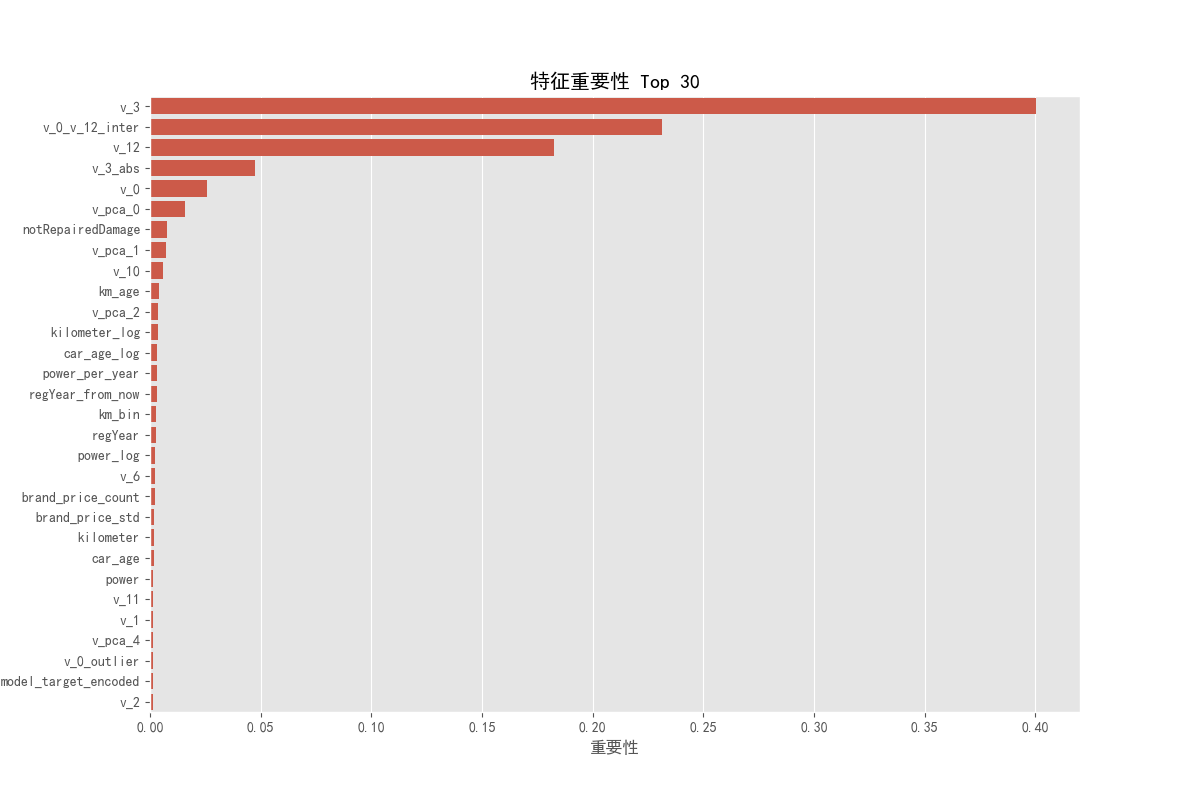 特征重要性 Top 30
v_3
v_0_v_12_inter
v_12
v_3_abs
v_0
v_pca_0
notRepairedDamage
v_pca_1
v_10
km_age
v_pca_2
kilometer_log
car_age_log
power_per_year
regYear_from_now
km_bin
regYear
power_log
v_6
brand_price_count
brand_price_std
kilometer
car_age
power
v_11
v_1
v_pca_4
v_0_outlier
model_target_encoded
v_2
0.00 0.05 0.10 0.15 0.20 0.25 0.30 0.35 0.40
重要性